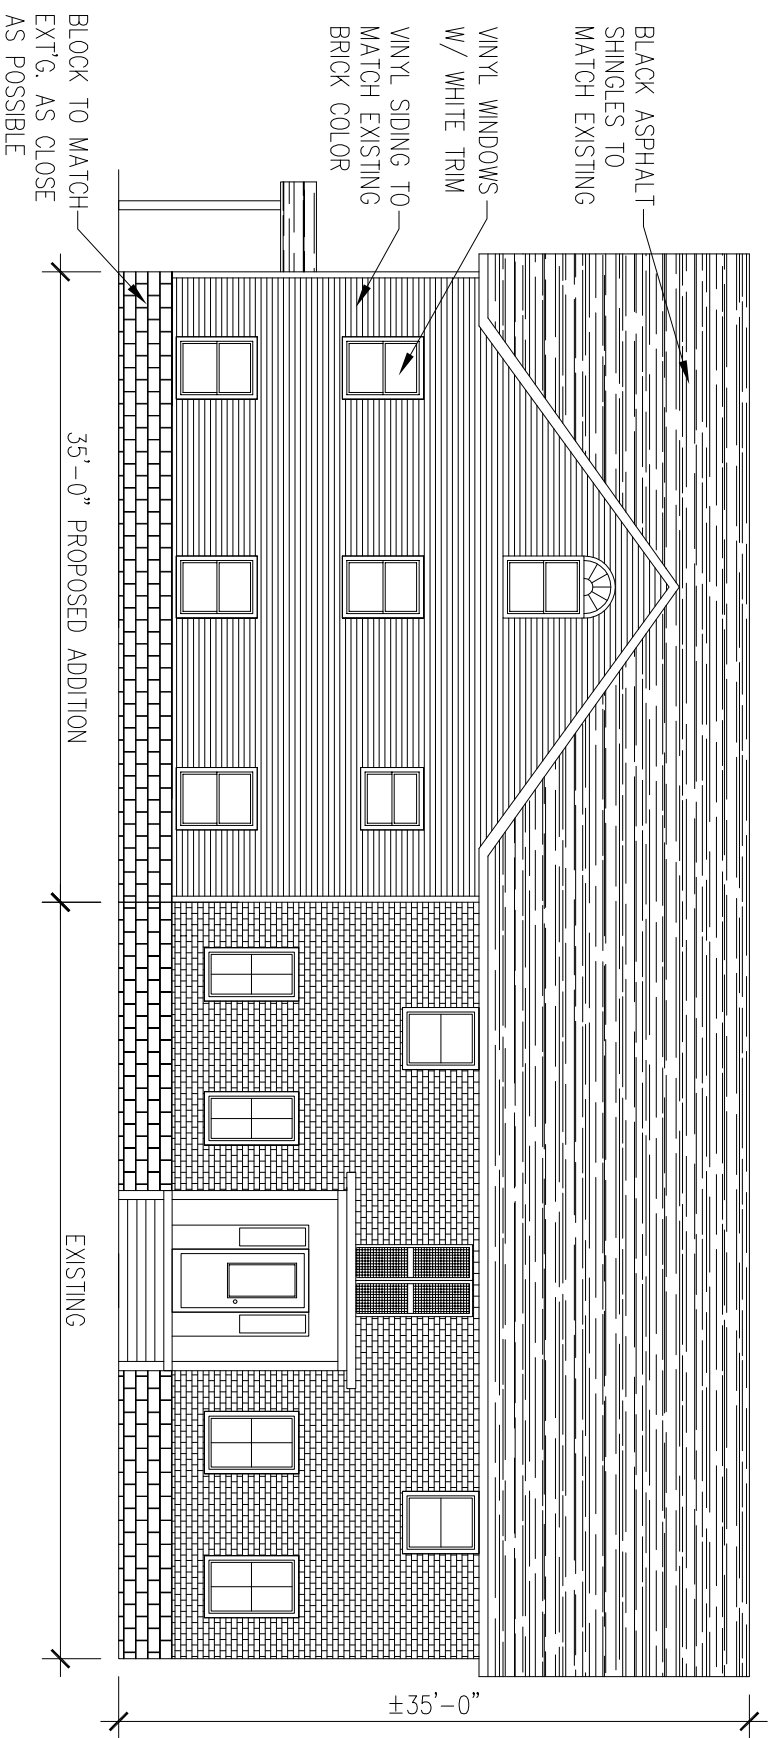 BLACK ASPHALT
SHINGLES TO
MATCH EXISTING
VINYL WINDOWS
W/ WHITE TRIM
VINYL SIDING TO
MATCH EXISTING
BRICK COLOR
BLOCK TO MATCH
EXT'G. AS CLOSE
AS POSSIBLE
35'-0" PROPOSED ADDITION
EXISTING
±35'-0"